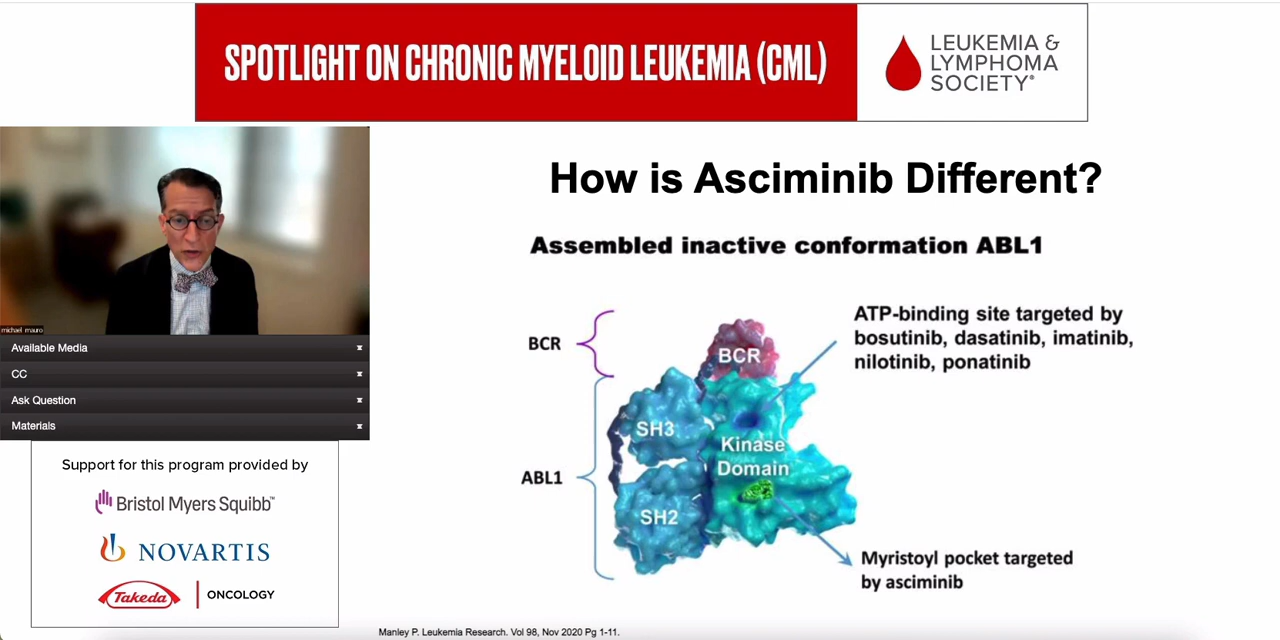 SPOTLIGHT ON CHRONIC MYELOID LEUKEMIA (CML)
LEUKEMIA &
LYMPHOMA
SOCIETY®
michael mauro
Available Media
CC
Ask Question
Materials
Support for this program provided by
Bristol Myers Squibb™
NOVARTIS
Takeda
ONCOLOGY
How is Asciminib Different?
Assembled inactive conformation ABL1
BCR
BCR
ATP-binding site targeted by
bosutinib, dasatinib, imatinib,
nilotinib, ponatinib
SH3
Kinase
Domain
ABL1
SH2
Myristoyl pocket targeted
by asciminib
Manley P. Leukemia Research. Vol 98, Nov 2020 Pg 1-11.